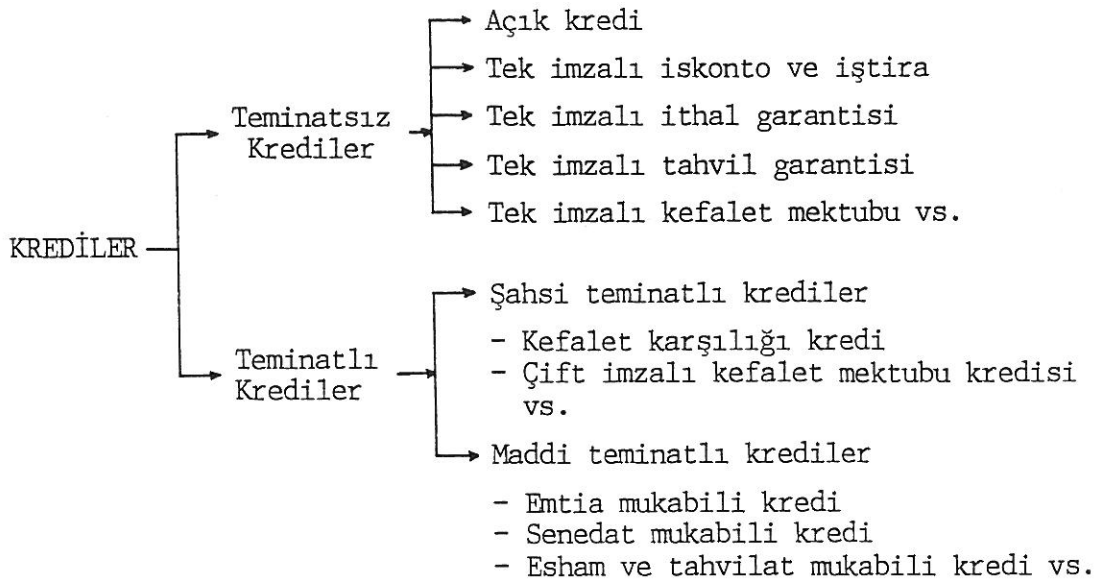 Açık kredi
Tek imzalı iskonto ve iştira
Teminatsız
Krediler
Tek imzalı ithal garantisi
Tek imzalı tahvil garantisi
Tek imzalı kefalet mektubu vs.
KREDİLER
Şahsi teminatlı krediler
- Kefalet karşılığı kredi
- Çift imzalı kefalet mektubu kredisi
vs.
Teminatlı
Krediler
Maddi teminatlı krediler
- Emtia mukabili kredi
- Senedat mukabili kredi
- Esham ve tahvilat mukabili kredi vs.